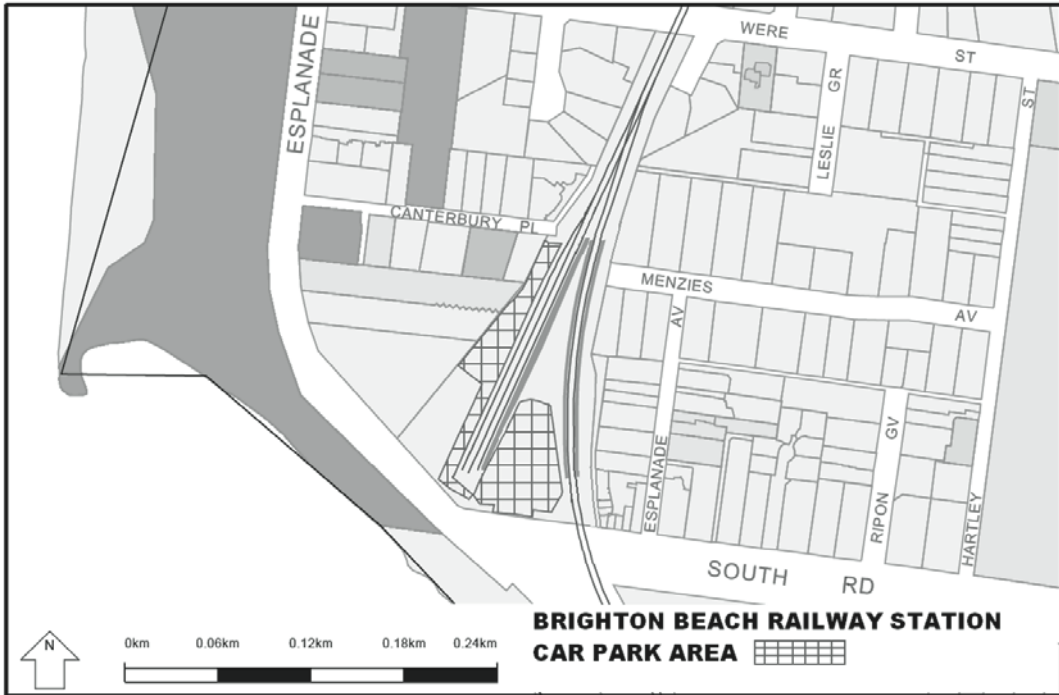 WERE
ST
ESPLANADE
LESLIE GR
ST
CANTERBURY PL
MENZIES
AV
AV
ESPLANADE
RIPON GV
HARTLEY
SOUTH RD
N
0km 0.06km 0.12km 0.18km 0.24km
BRIGHTON BEACH RAILWAY STATION
CAR PARK AREA